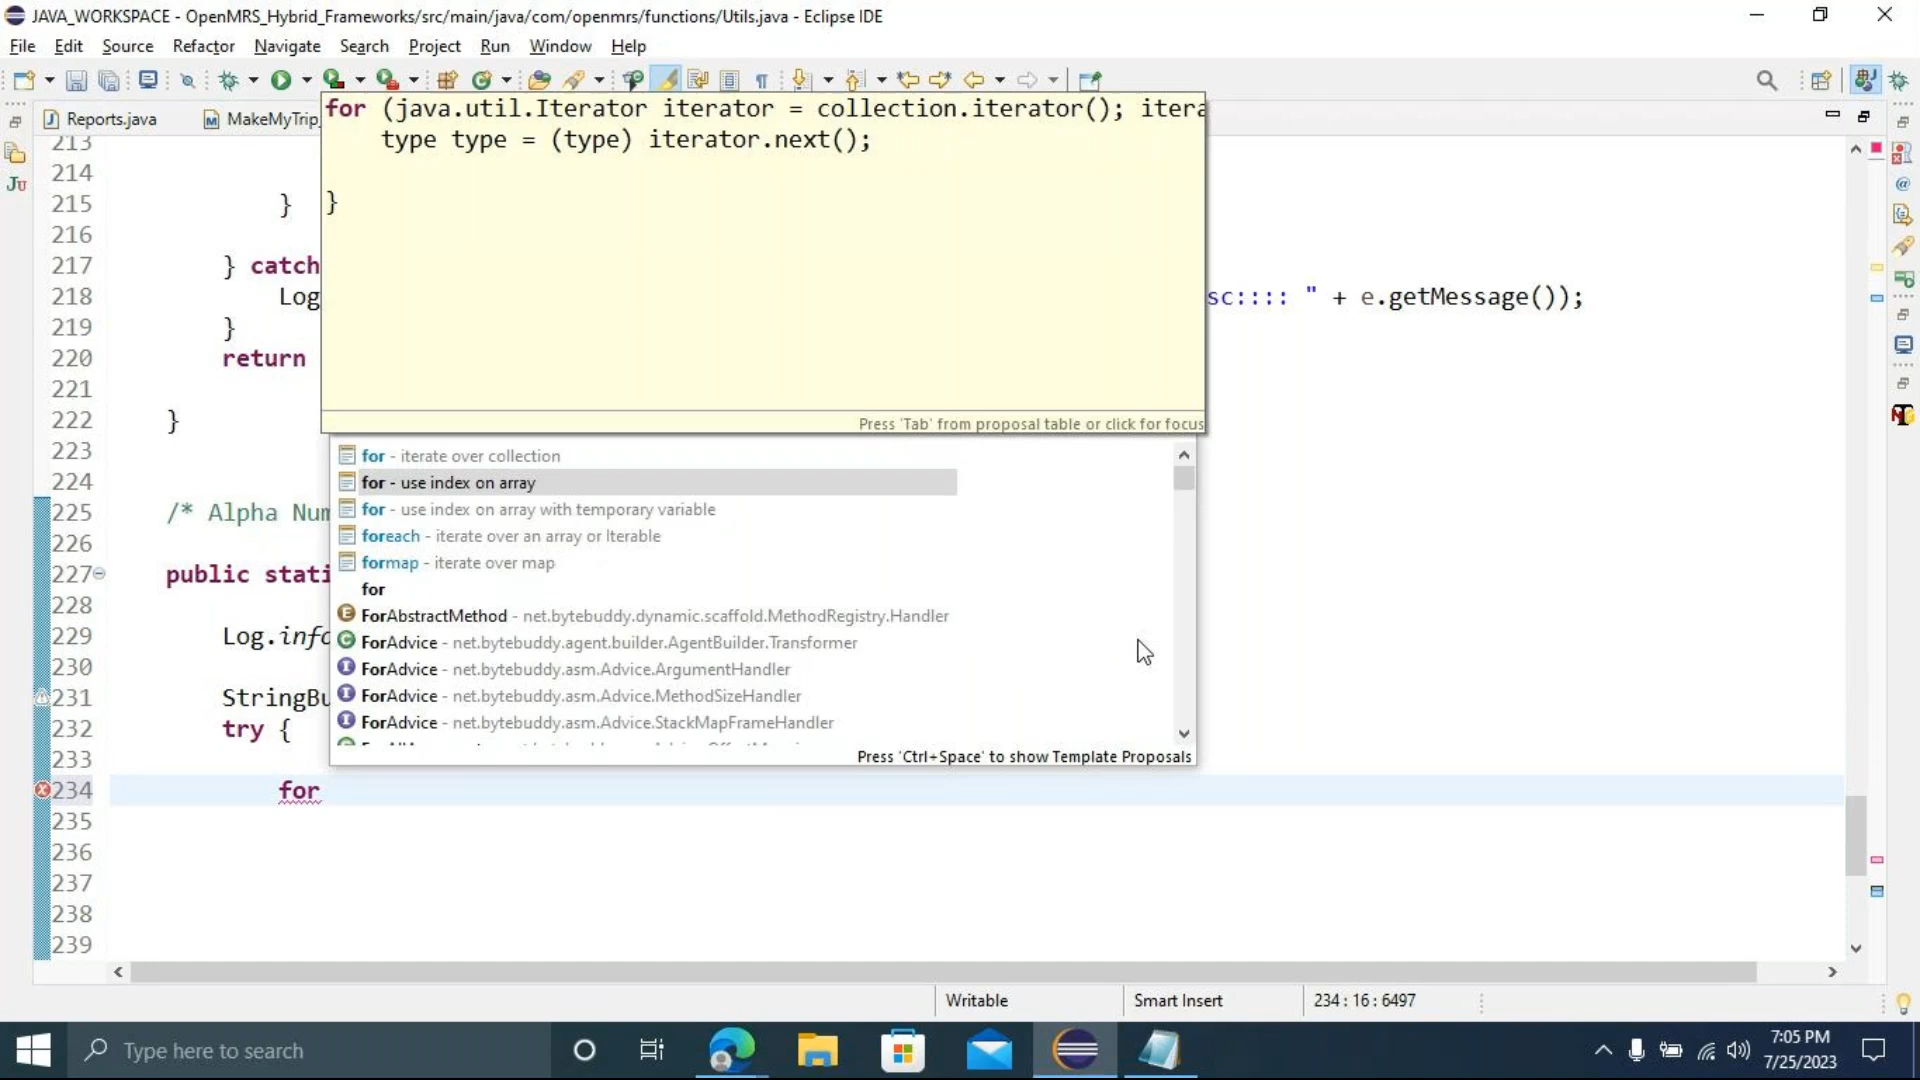 JAVA_WORKSPACE - OpenMRS_Hybrid_Frameworks/src/main/java/com/openmrs/functions/Utils.java - Eclipse IDE
File Edit Source Refactor Navigate Search Project Run Window Help
Reports.java MakeMyTrip_
for (java.util.Iterator iterator = collection.iterator(); itera
type type = (type) iterator.next();
}
Press 'Tab' from proposal table or click for focus
213
214
215 }
216
217 } catch
218 Log sc:::: " + e.getMessage());
219 }
220 return
221
222 }
223
224
225 /* Alpha Num
226
227 public stati
228
229 Log.info
230
231 StringBu
232 try {
233
234 for
235
236
237
238
239
for - iterate over collection
for - use index on array
for - use index on array with temporary variable
foreach - iterate over an array or Iterable
formap - iterate over map
for
ForAbstractMethod - net.bytebuddy.dynamic.scaffold.MethodRegistry.Handler
ForAdvice - net.bytebuddy.agent.builder.AgentBuilder.Transformer
ForAdvice - net.bytebuddy.asm.Advice.ArgumentHandler
ForAdvice - net.bytebuddy.asm.Advice.MethodSizeHandler
ForAdvice - net.bytebuddy.asm.Advice.StackMapFrameHandler
Press 'Ctrl+Space' to show Template Proposals
Writable Smart Insert 234 : 16 : 6497
Type here to search
7:05 PM
7/25/2023